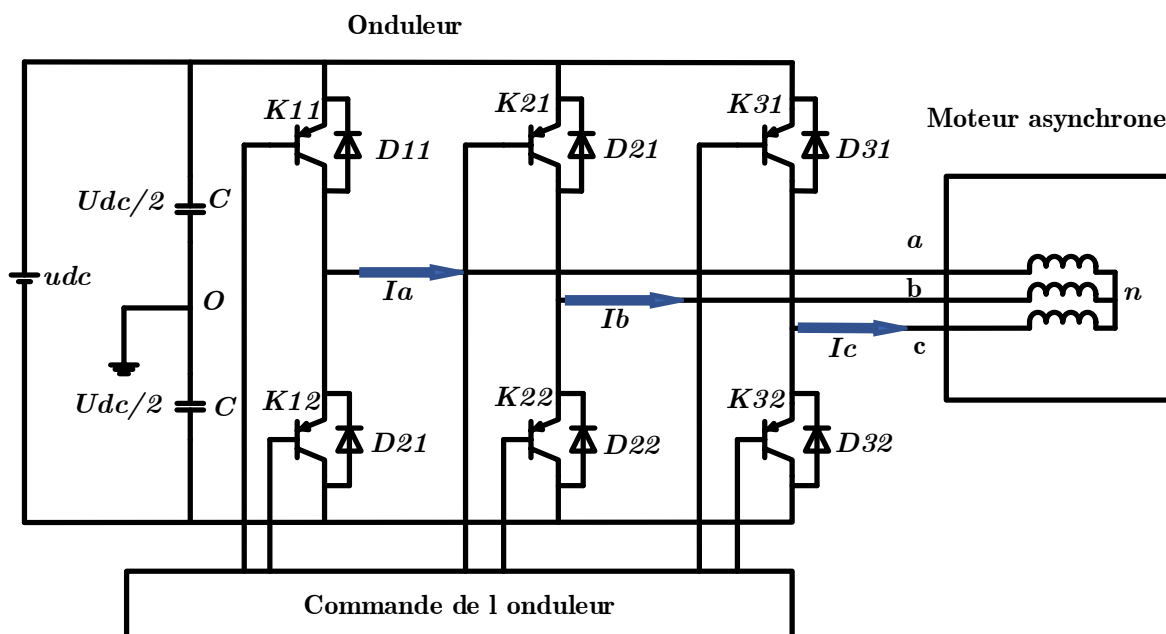 Onduleur
K11
K21
K31
Moteur asynchrone
D11
D21
D31
Udc/2
C
a
udc
O
Ia
b
n
Ib
Ic
c
Udc/2
C
K12
K22
K32
D21
D22
D32
Commande de l onduleur